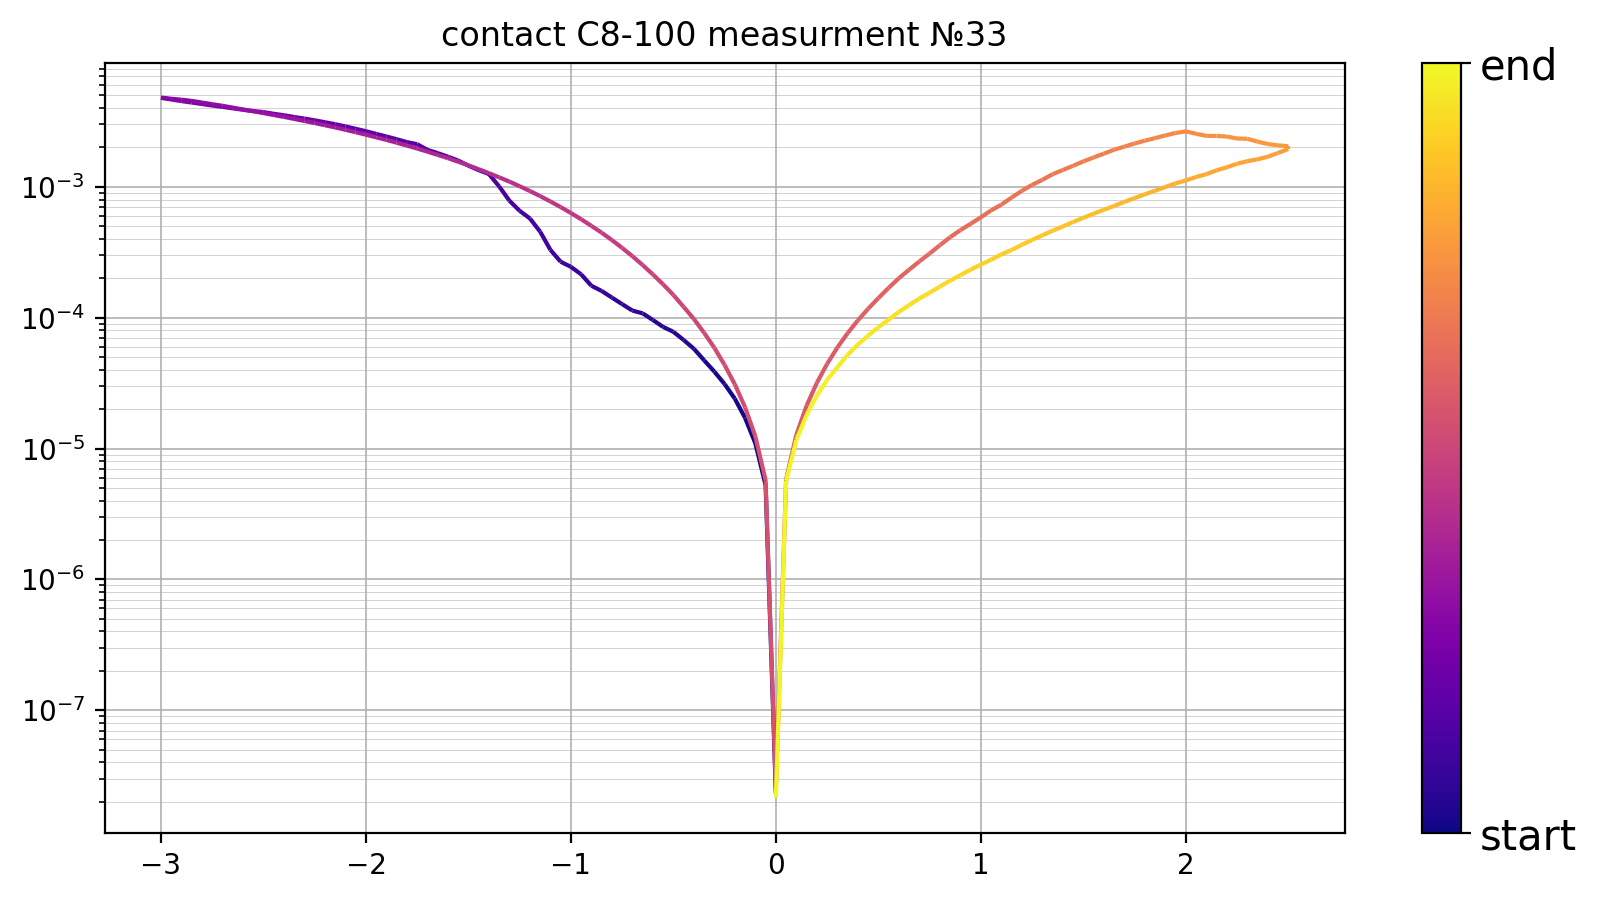 contact C8-100 measurment №33
10⁻³
10⁻⁴
10⁻⁵
10⁻⁶
10⁻⁷
−3 −2 −1 0 1 2
end
start